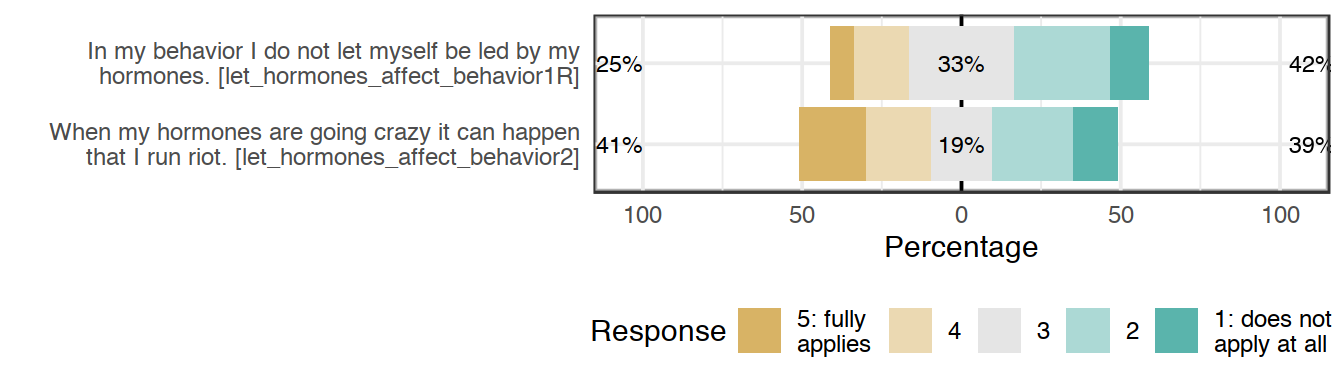 In my behavior I do not let myself be led by my
hormones. [let_hormones_affect_behavior1R]
25%
33%
42%
When my hormones are going crazy it can happen
that I run riot. [let_hormones_affect_behavior2]
41%
19%
39%
100 50 0 50 100
Percentage
Response
5: fully
applies
4
3
2
1: does not
apply at all